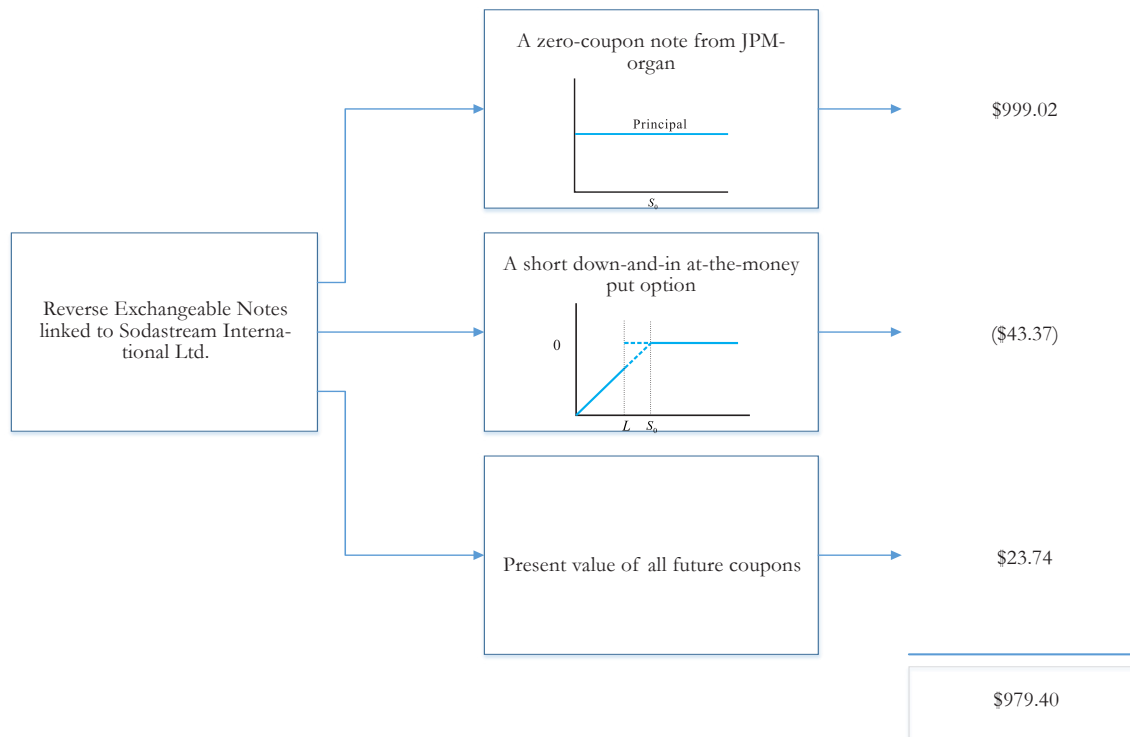 A zero-coupon note from JPM-
organ
Principal
S₀
$999.02
Reverse Exchangeable Notes
linked to Sodastream Interna-
tional Ltd.
A short down-and-in at-the-money
put option
0
L S₀
($43.37)
Present value of all future coupons
$23.74
$979.40